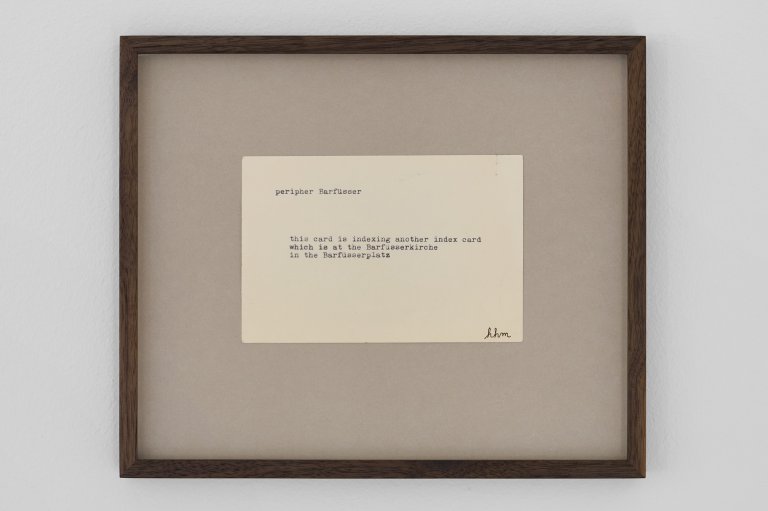 peripher Barfüsser
this card is indexing another index card
which is at the Barfüsserkirche
in the Barfüsserplatz
hhm